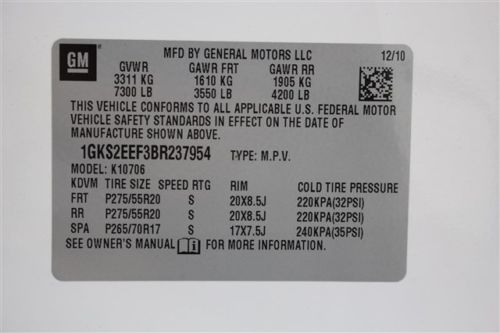 GM
MFD BY GENERAL MOTORS LLC 12/10
GVWR GAWR FRT GAWR RR
3311 KG 1610 KG 1905 KG
7300 LB 3550 LB 4200 LB
THIS VEHICLE CONFORMS TO ALL APPLICABLE U.S. FEDERAL MOTOR
VEHICLE SAFETY STANDARDS IN EFFECT ON THE DATE
OF MANUFACTURE SHOWN ABOVE.
1GKS2EEF3BR237954 TYPE: M.P.V.
MODEL: K10706
KDVM TIRE SIZE SPEED RTG RIM COLD TIRE PRESSURE
FRT P275/55R20 S 20X8.5J 220KPA(32PSI)
RR P275/55R20 S 20X8.5J 220KPA(32PSI)
SPA P265/70R17 S 17X7.5J 240KPA(35PSI)
SEE OWNER'S MANUAL FOR MORE INFORMATION